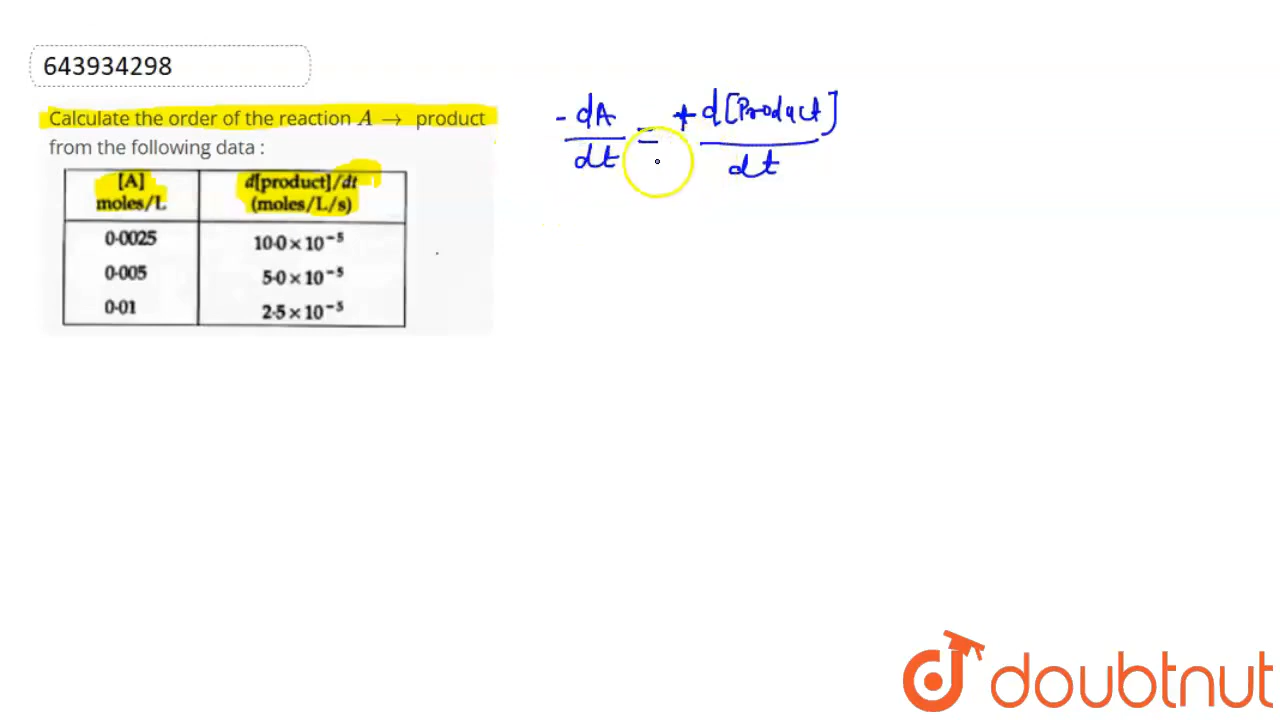 643934298
Calculate the order of the reaction A → product
from the following data :
[A] d[product]/dt
moles/L (moles/L/s)
0·0025 10·0 × 10⁻⁵
0·005 5·0 × 10⁻⁵
0·01 2·5 × 10⁻⁵
- dA/dt = + d[Product]/dt
doubtnut